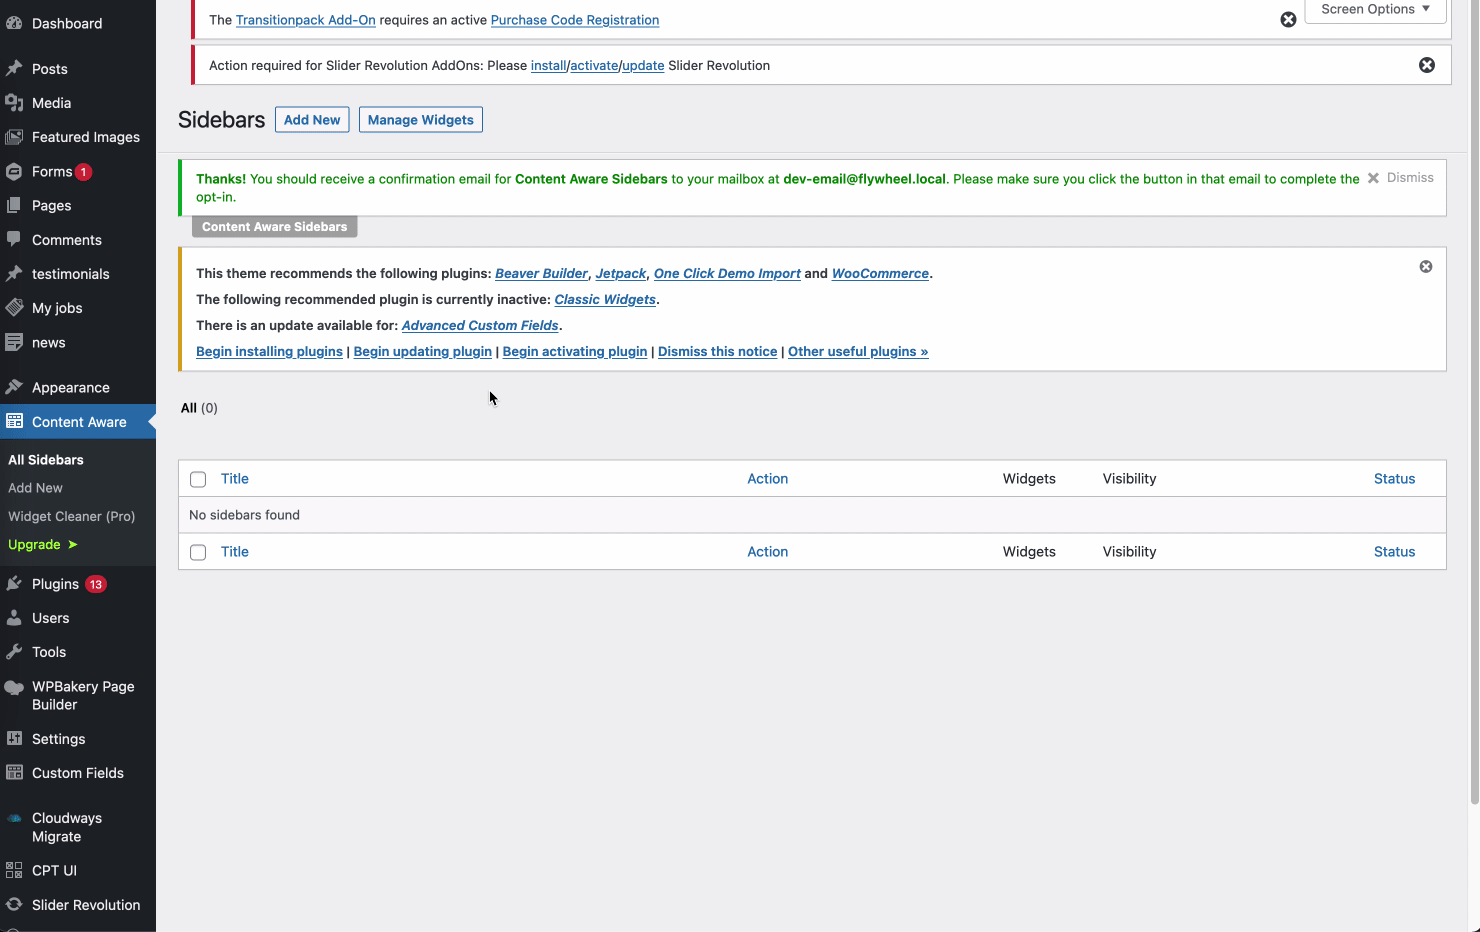 Dashboard
Posts
Media
Featured Images
Forms 1
Pages
Comments
testimonials
My jobs
news
Appearance
Content Aware
All Sidebars
Add New
Widget Cleaner (Pro)
Upgrade ➤
Plugins 13
Users
Tools
WPBakery Page
Builder
Settings
Custom Fields
Cloudways
Migrate
CPT UI
Slider Revolution
The Transitionpack Add-On requires an active Purchase Code Registration
Screen Options ▼
Action required for Slider Revolution AddOns: Please install/activate/update Slider Revolution
Sidebars Add New Manage Widgets
Thanks! You should receive a confirmation email for Content Aware Sidebars to your mailbox at dev-email@flywheel.local. Please make sure you click the button in that email to complete the
opt-in.
Dismiss
Content Aware Sidebars
This theme recommends the following plugins: Beaver Builder, Jetpack, One Click Demo Import and WooCommerce.
The following recommended plugin is currently inactive: Classic Widgets.
There is an update available for: Advanced Custom Fields.
Begin installing plugins | Begin updating plugin | Begin activating plugin | Dismiss this notice | Other useful plugins »
All (0)
Title Action Widgets Visibility Status
No sidebars found
Title Action Widgets Visibility Status